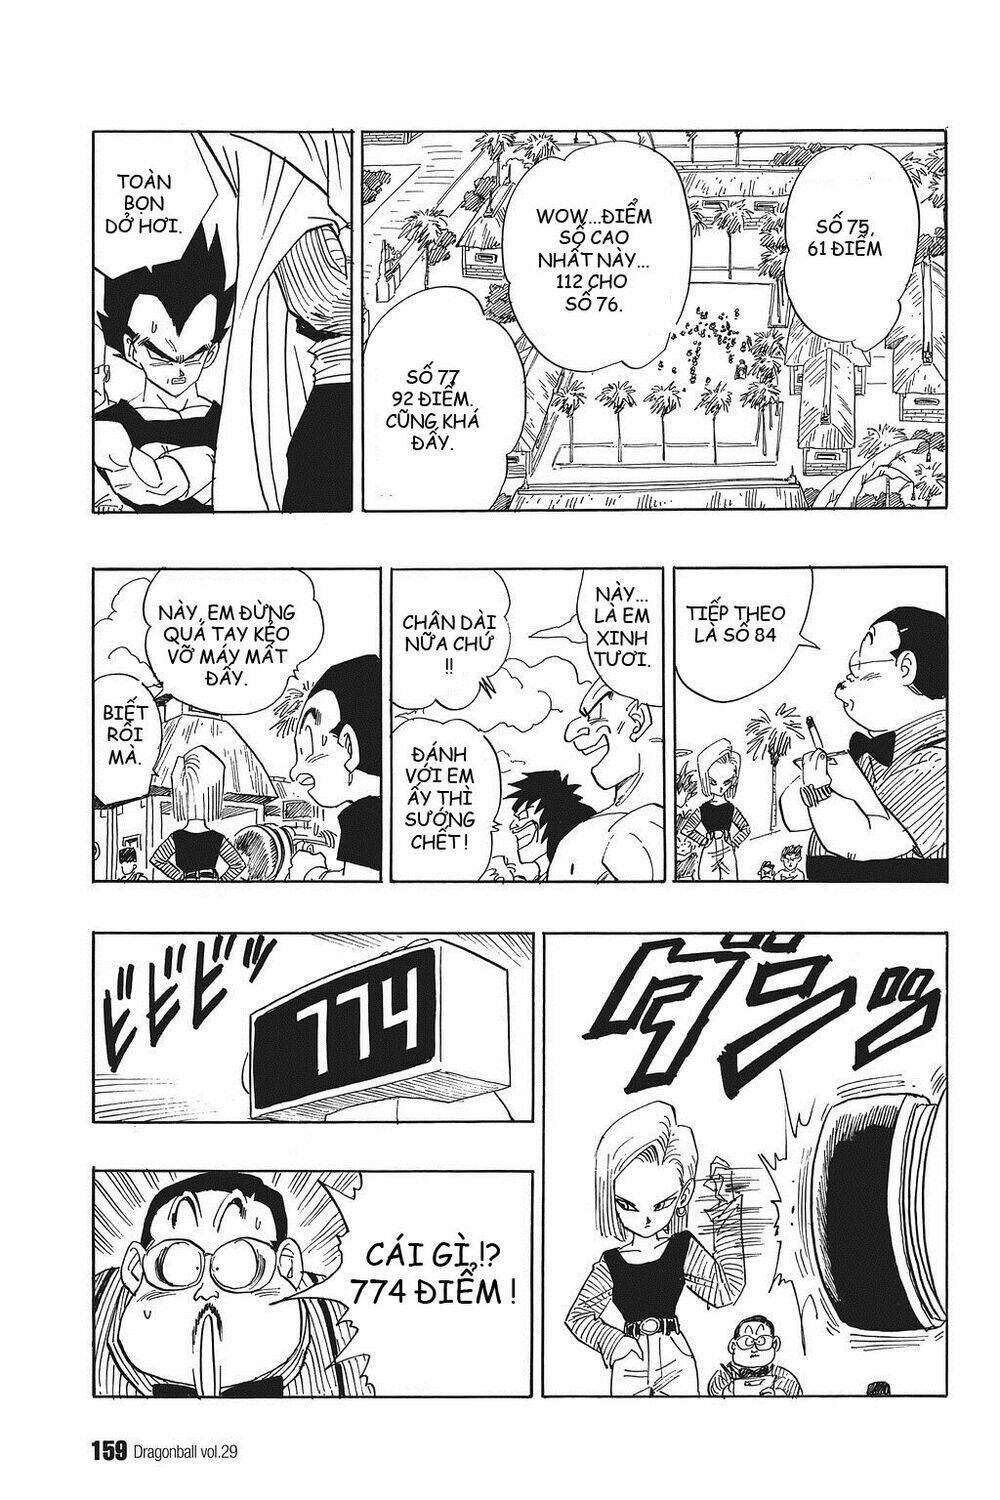 SỐ 75,
61 ĐIỂM
WOW...ĐIỂM
SỐ CAO
NHẤT NÀY...
112 CHO
SỐ 76.
SỐ 77
92 ĐIỂM.
CŨNG KHÁ
ĐẤY.
TOÀN
BỌN
DỞ HƠI.
TIẾP THEO
LÀ SỐ 84
NÀY...
LÀ EM
XINH
TƯƠI.
CHÂN DÀI
NỮA CHỨ
!!
ĐÁNH
VỚI EM
ẤY THÌ
SƯỚNG
CHẾT!
NÀY, EM ĐỪNG
QUÁ TAY KẺO
VỠ MÁY MẤT
ĐẤY.
BIẾT
RỒI
MÀ.
ビビビッ
774
CÁI GÌ!?
774 ĐIỂM!
159 Dragonball vol.29